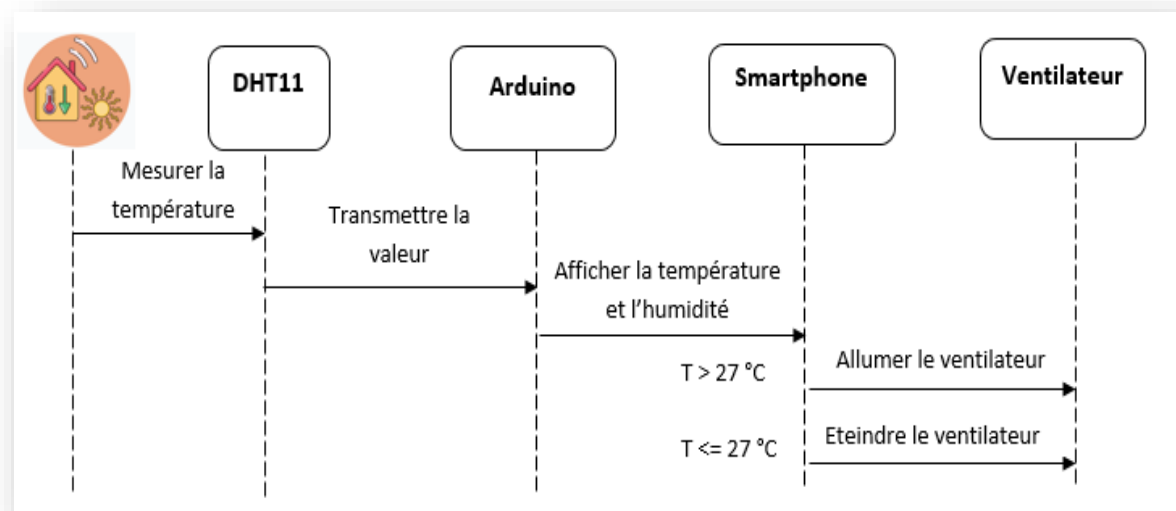 DHT11
Arduino
Smartphone
Ventilateur
Mesurer la
température
Transmettre la
valeur
Afficher la température
et l’humidité
T > 27 °C
Allumer le ventilateur
T <= 27 °C
Eteindre le ventilateur